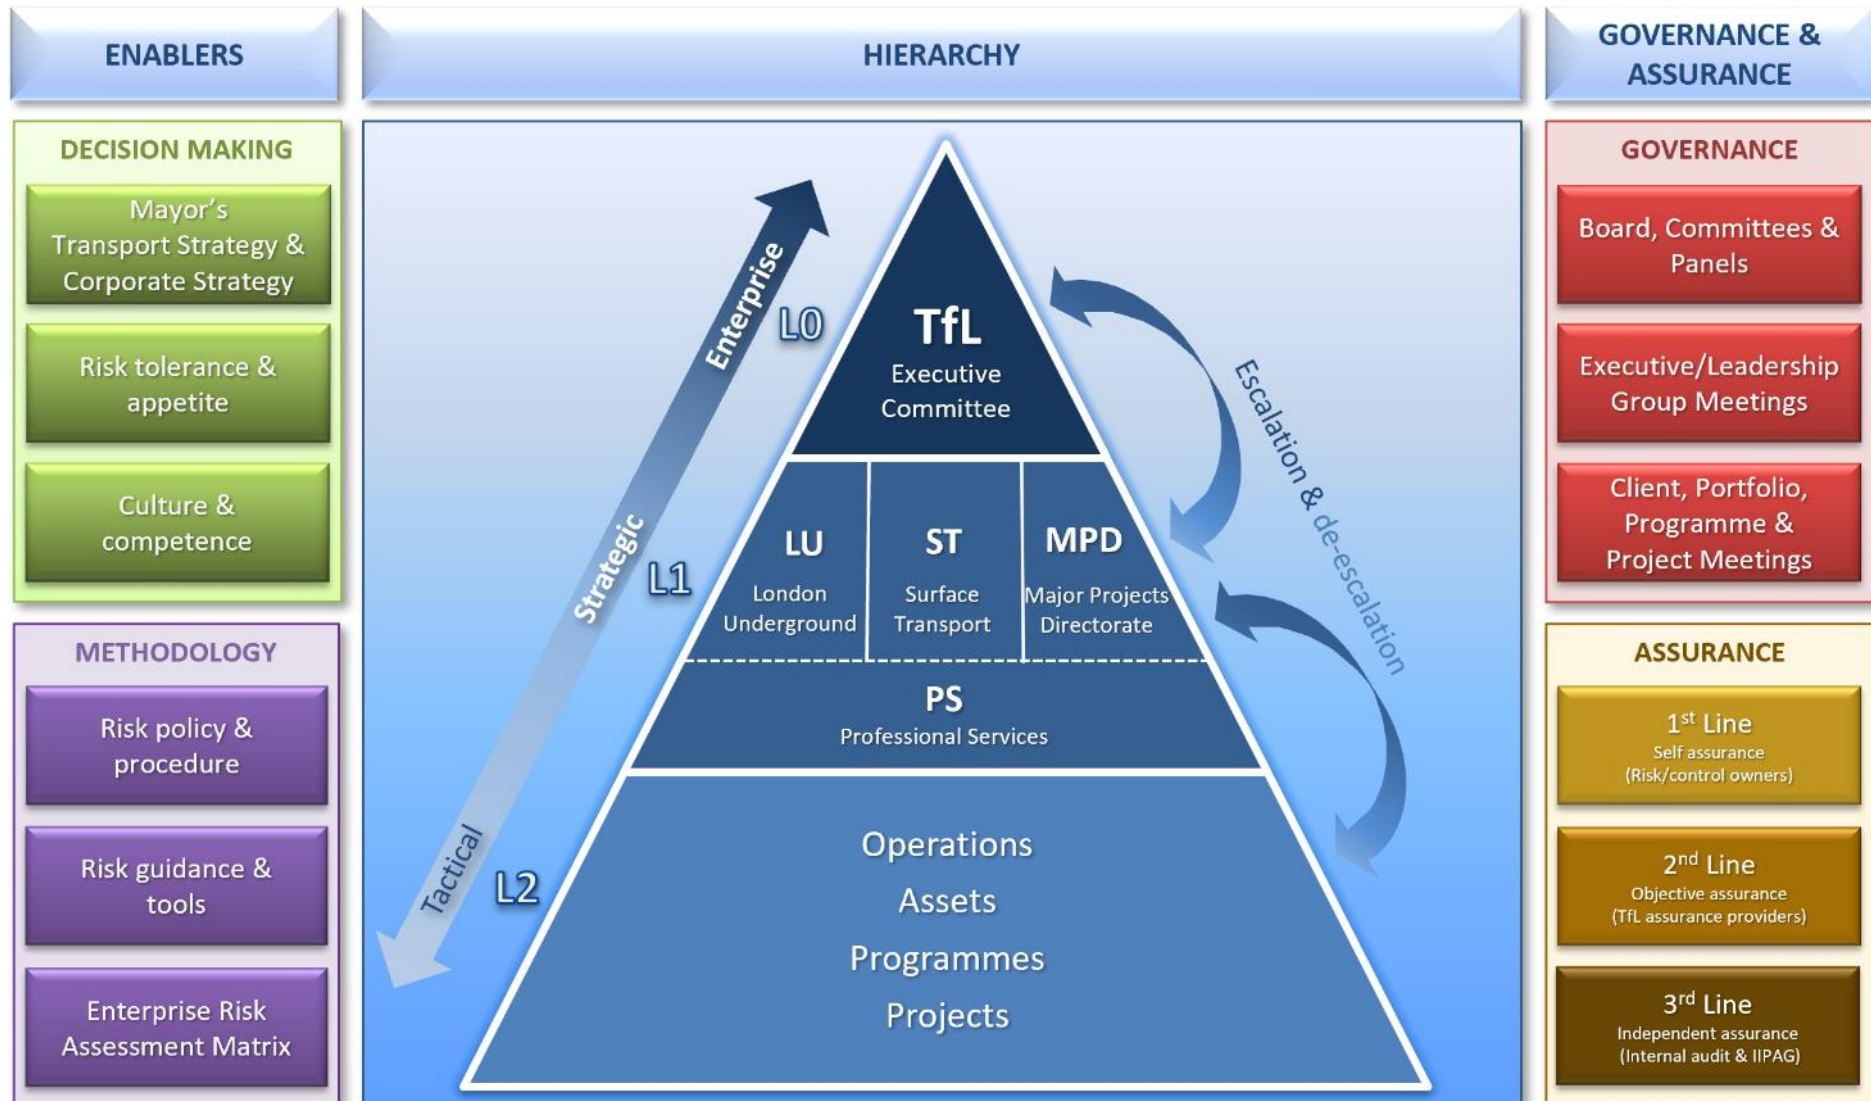 ENABLERS
HIERARCHY
GOVERNANCE &
ASSURANCE
DECISION MAKING
Mayor's
Transport Strategy &
Corporate Strategy
Risk tolerance &
appetite
Culture &
competence
METHODOLOGY
Risk policy &
procedure
Risk guidance &
tools
Enterprise Risk
Assessment Matrix
Enterprise
Strategic
Tactical
L0
L1
L2
TfL
Executive
Committee
LU
London
Underground
ST
Surface
Transport
MPD
Major Projects
Directorate
PS
Professional Services
Operations
Assets
Programmes
Projects
Escalation & de-escalation
GOVERNANCE
Board, Committees &
Panels
Executive/Leadership
Group Meetings
Client, Portfolio,
Programme &
Project Meetings
ASSURANCE
1st Line
Self assurance
(Risk/control owners)
2nd Line
Objective assurance
(TfL assurance providers)
3rd Line
Independent assurance
(Internal audit & IIPAG)